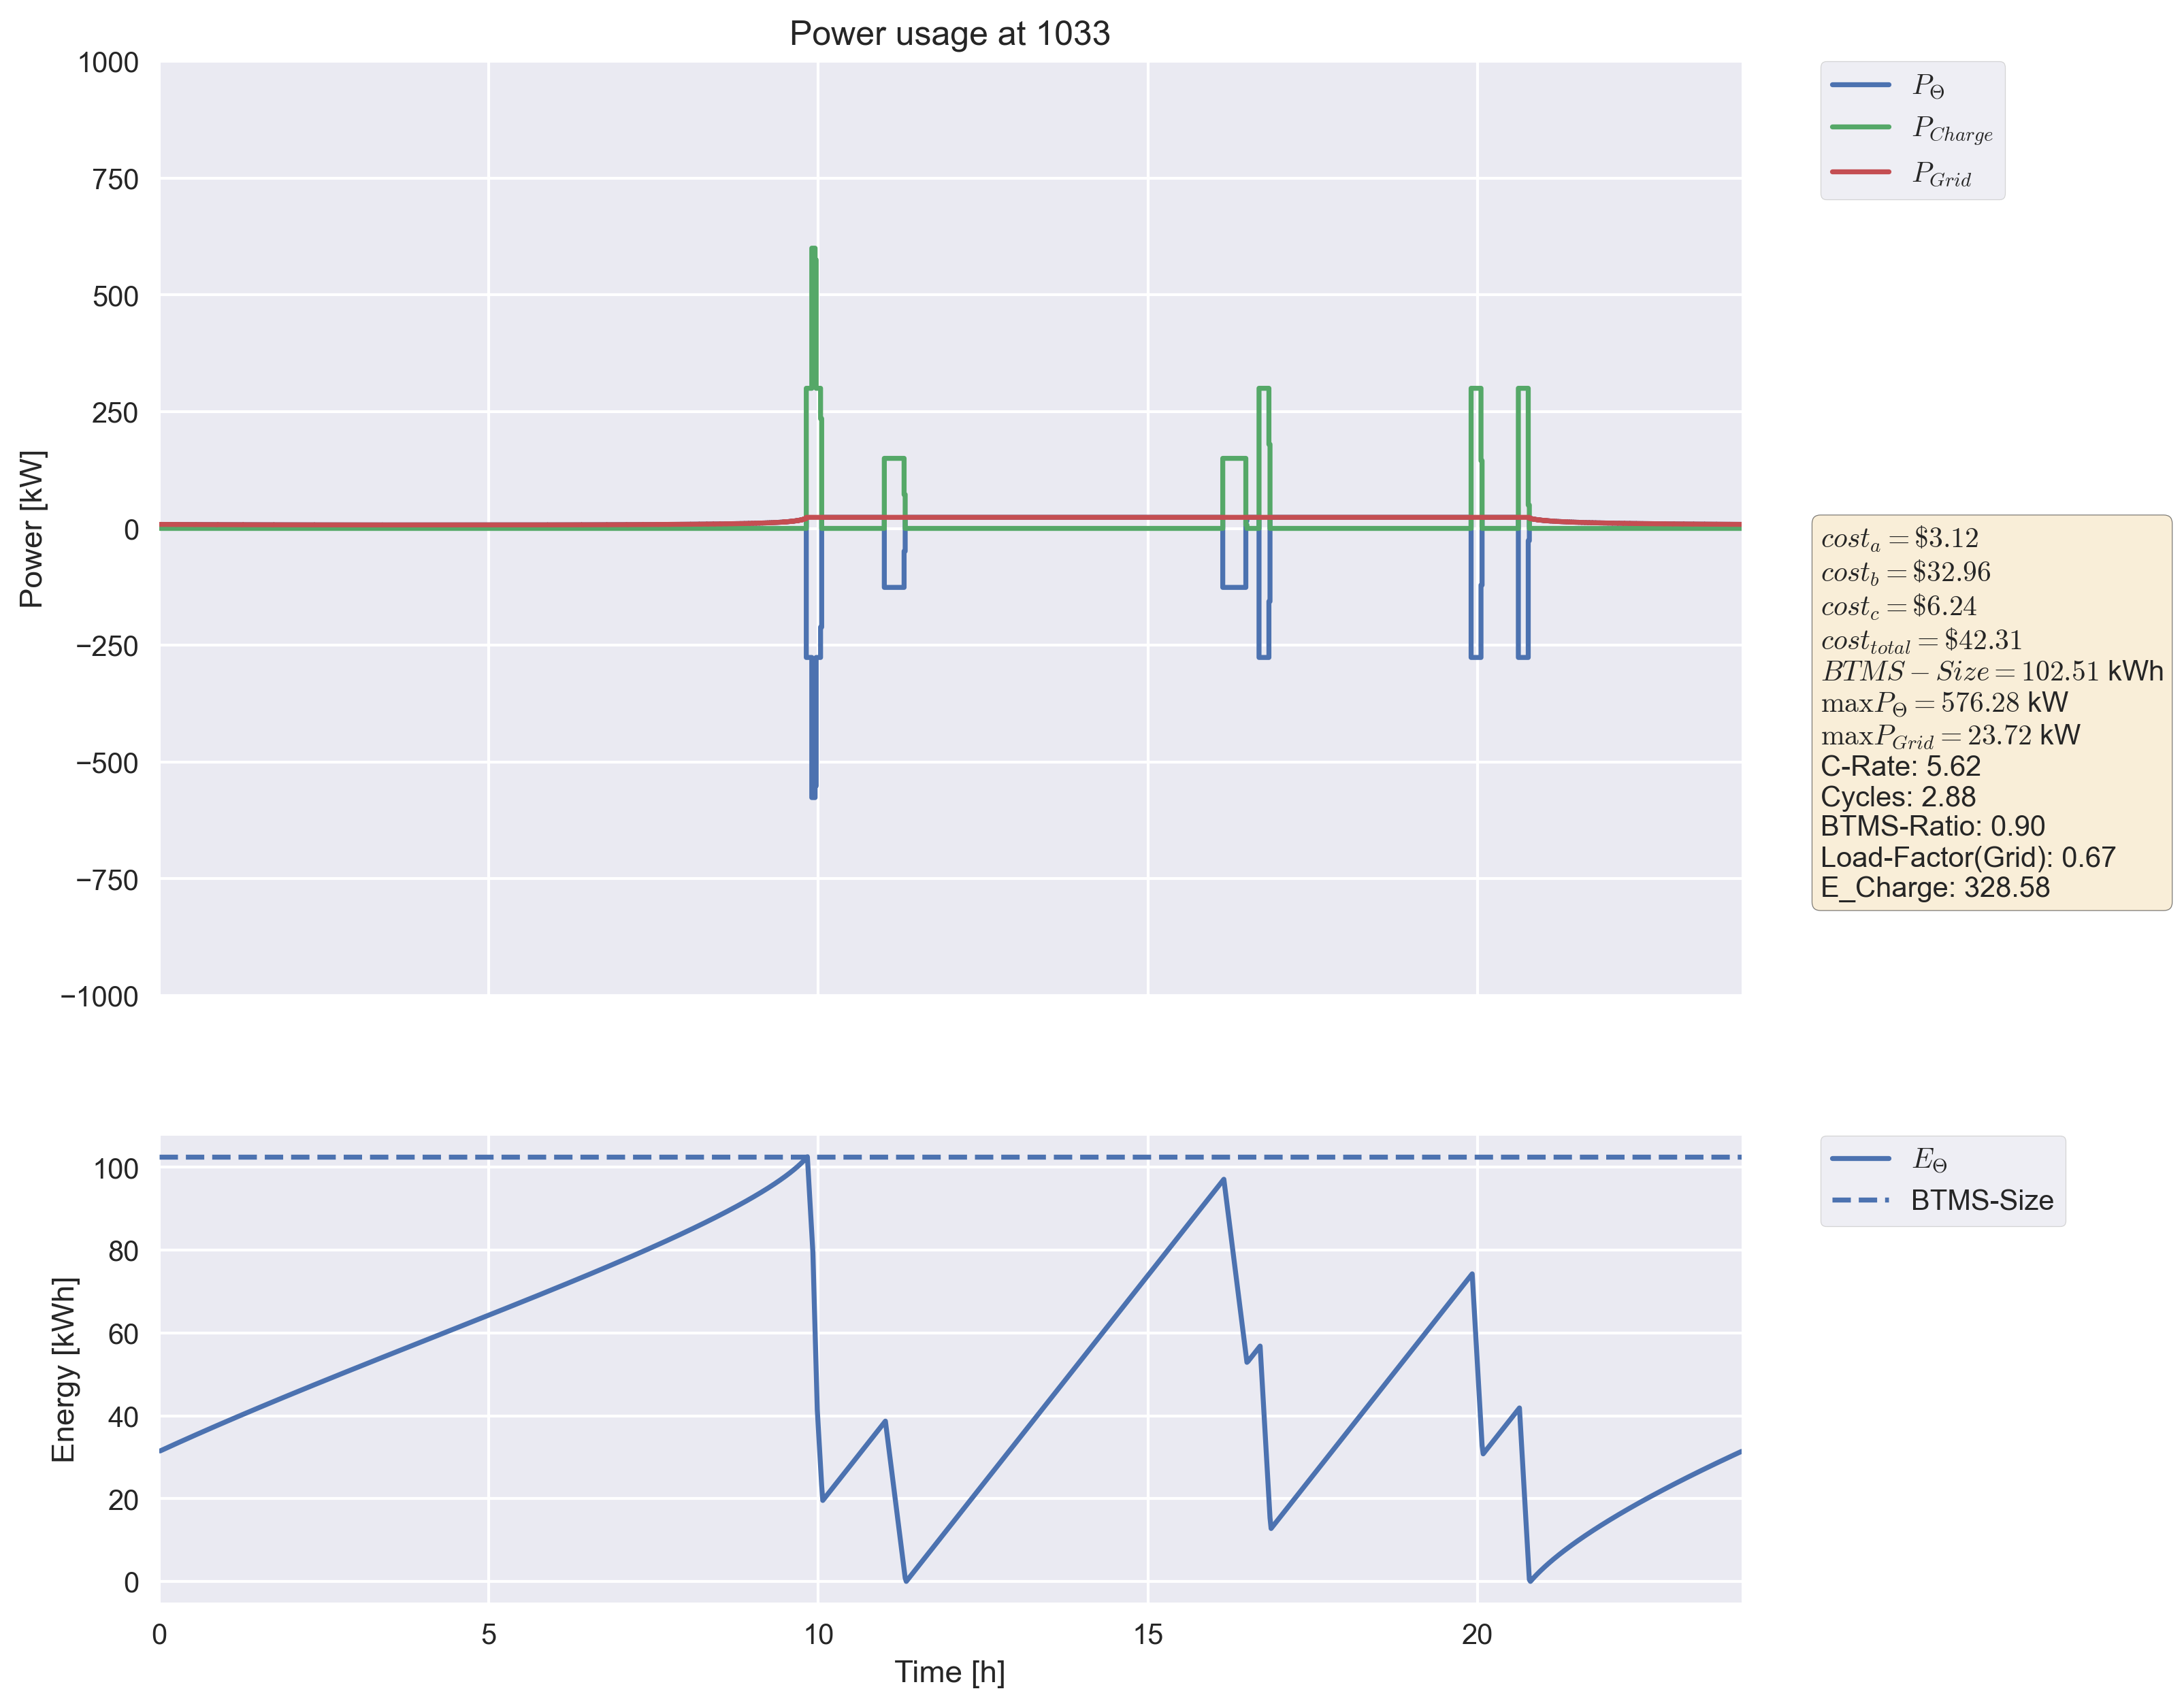 Power usage at 1033
1000
750
500
250
0
−250
−500
−750
−1000
Power [kW]
P_Θ
P_Charge
P_Grid
cost_a = $3.12
cost_b = $32.96
cost_c = $6.24
cost_total = $42.31
BTMS − Size = 102.51 kWh
maxP_Θ = 576.28 kW
maxP_Grid = 23.72 kW
C-Rate: 5.62
Cycles: 2.88
BTMS-Ratio: 0.90
Load-Factor(Grid): 0.67
E_Charge: 328.58
100
80
60
40
20
0
Energy [kWh]
E_Θ
BTMS-Size
0 5 10 15 20
Time [h]